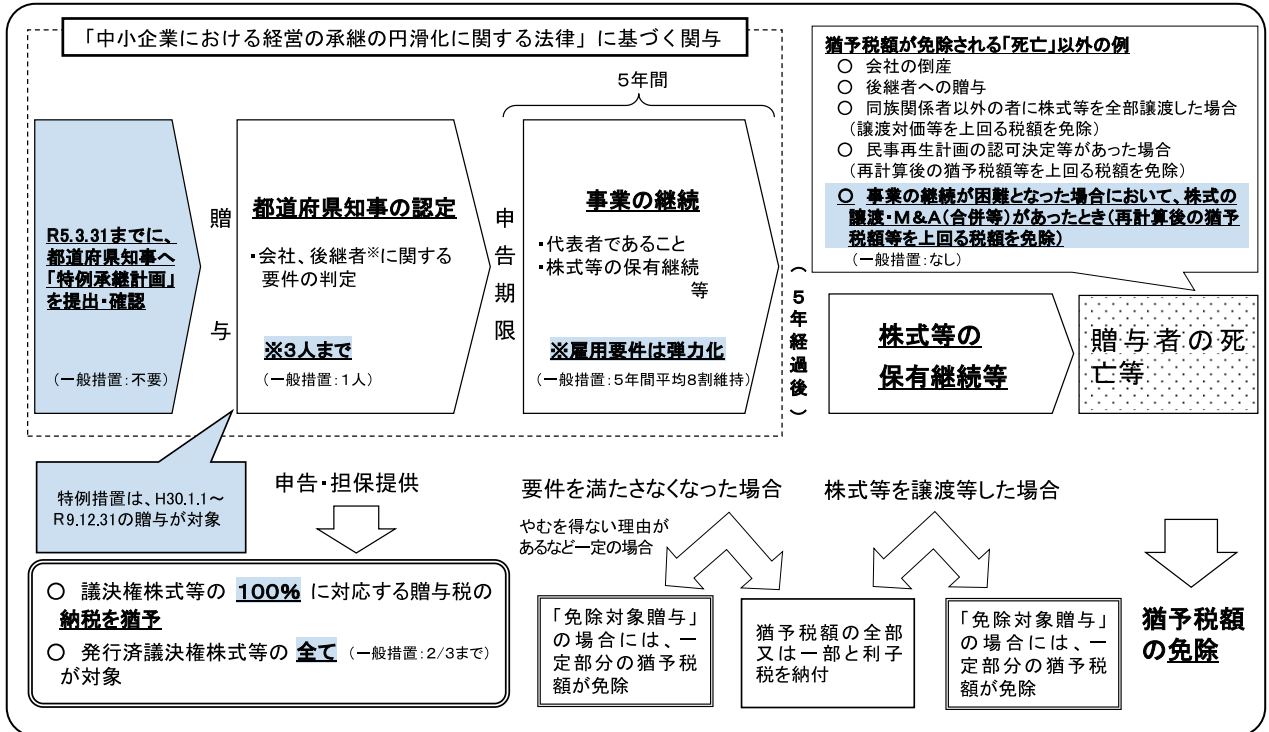 「中小企業における経営の承継の円滑化に関する法律」に基づく関与
R5.3.31までに、
都道府県知事へ
「特例承継計画」
を提出・確認
(一般措置:不要)
贈与
都道府県知事の認定
・会社、後継者※に関する
要件の判定
※3人まで
(一般措置:1人)
申告期限
5年間
事業の継続
・代表者であること
・株式等の保有継続
等
※雇用要件は弾力化
(一般措置:5年間平均8割維持)
(5年経過後)
猶予税額が免除される「死亡」以外の例
○ 会社の倒産
○ 後継者への贈与
○ 同族関係者以外の者に株式等を全部譲渡した場合
(譲渡対価等を上回る税額を免除)
○ 民事再生計画の認可決定等があった場合
(再計算後の猶予税額等を上回る税額を免除)
○ 事業の継続が困難となった場合において、株式の
譲渡・M&A(合併等)があったとき(再計算後の猶予
税額等を上回る税額を免除)
(一般措置:なし)
株式等の
保有継続等
贈与者の死
亡等
特例措置は、H30.1.1～
R9.12.31の贈与が対象
申告・担保提供
○ 議決権株式等の 100% に対応する贈与税の
納税を猶予
○ 発行済議決権株式等の 全て (一般措置:2/3まで)
が対象
要件を満たさなくなった場合
やむを得ない理由が
あるなど一定の場合
株式等を譲渡等した場合
「免除対象贈与」
の場合には、一
定部分の猶予税
額が免除
猶予税額の全部
又は一部と利子
税を納付
「免除対象贈与」
の場合には、一
定部分の猶予税
額が免除
猶予税額
の免除